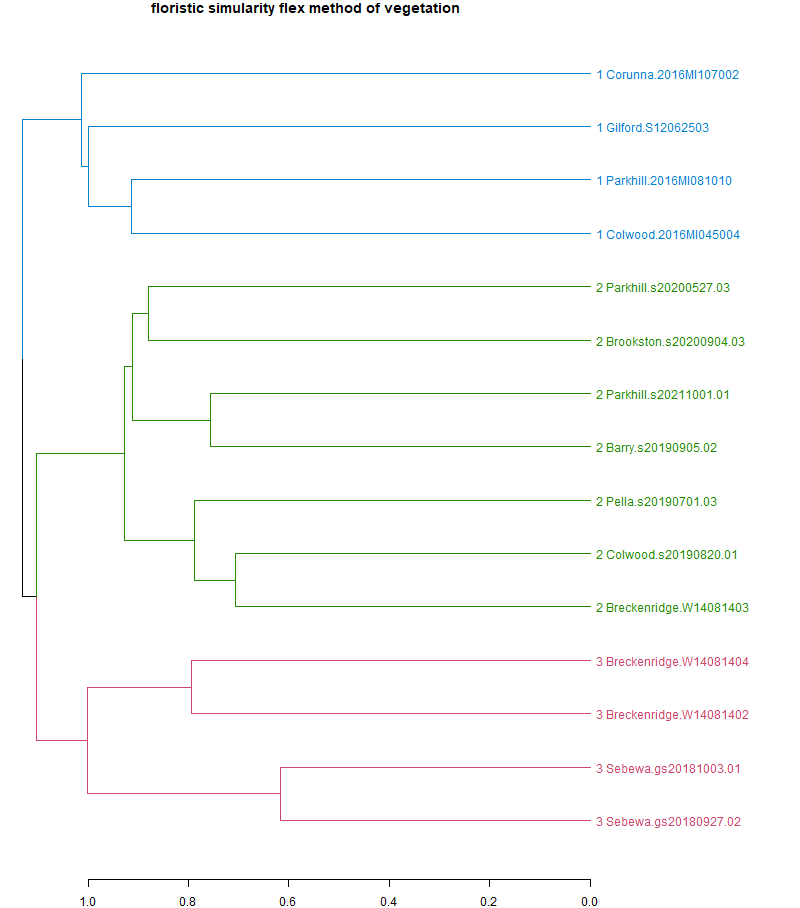 floristic simularity flex method of vegetation
1 Corunna.2016MI107002
1 Gilford.S12062503
1 Parkhill.2016MI081010
1 Colwood.2016MI045004
2 Parkhill.s20200527.03
2 Brookston.s20200904.03
2 Parkhill.s20211001.01
2 Barry.s20190905.02
2 Pella.s20190701.03
2 Colwood.s20190820.01
2 Breckenridge.W14081403
3 Breckenridge.W14081404
3 Breckenridge.W14081402
3 Sebewa.gs20181003.01
3 Sebewa.gs20180927.02
1.0 0.8 0.6 0.4 0.2 0.0